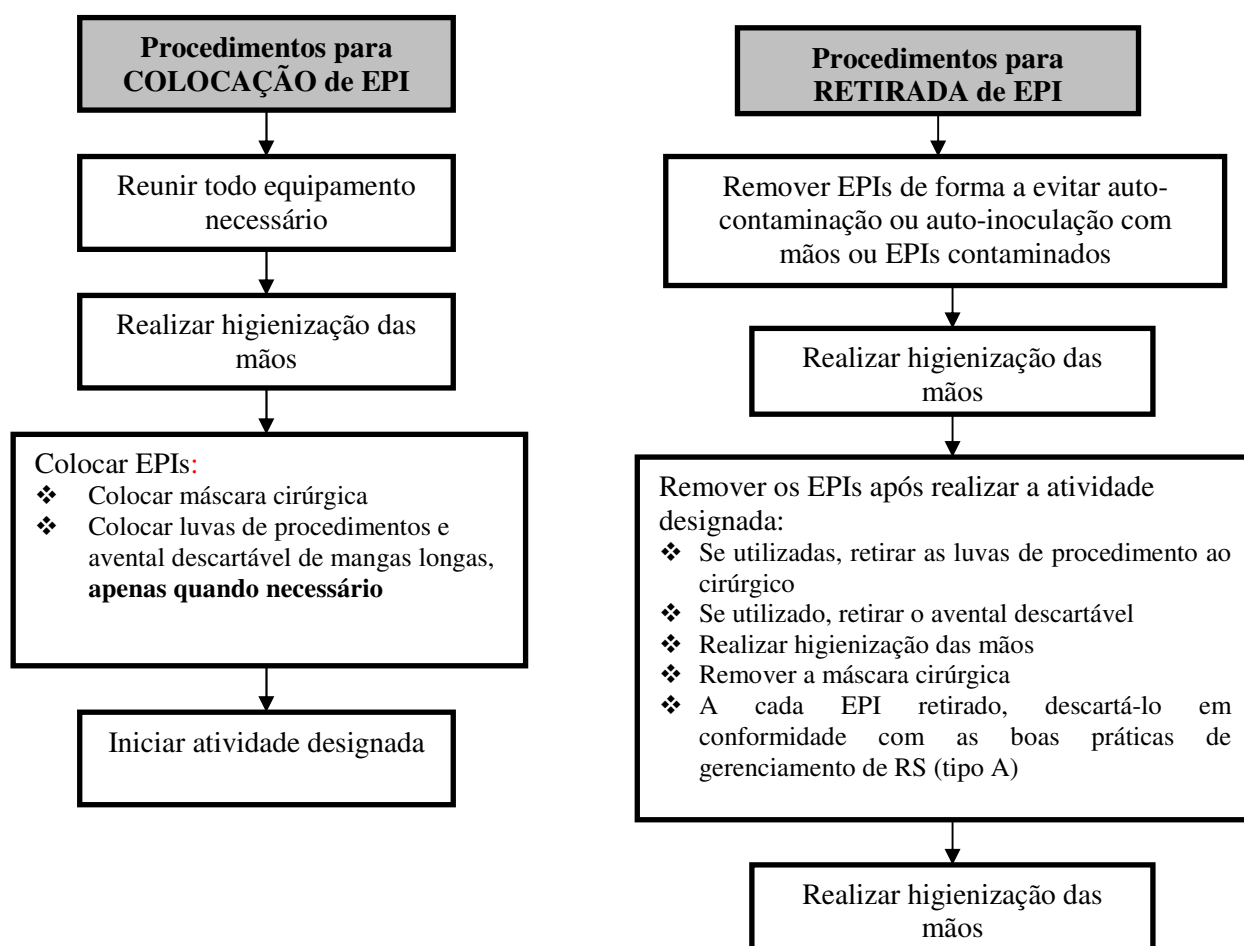 Procedimentos para
COLOCAÇÃO de EPI
Reunir todo equipamento
necessário
Realizar higienização das
mãos
Colocar EPIs:
❖ Colocar máscara cirúrgica
❖ Colocar luvas de procedimentos e
avental descartável de mangas longas,
apenas quando necessário
Iniciar atividade designada
Procedimentos para
RETIRADA de EPI
Remover EPIs de forma a evitar auto-
contaminação ou auto-inoculação com
mãos ou EPIs contaminados
Realizar higienização das
mãos
Remover os EPIs após realizar a atividade
designada:
❖ Se utilizadas, retirar as luvas de procedimento ao
cirúrgico
❖ Se utilizado, retirar o avental descartável
❖ Realizar higienização das mãos
❖ Remover a máscara cirúrgica
❖ A cada EPI retirado, descartá-lo em
conformidade com as boas práticas de
gerenciamento de RS (tipo A)
Realizar higienização das
mãos